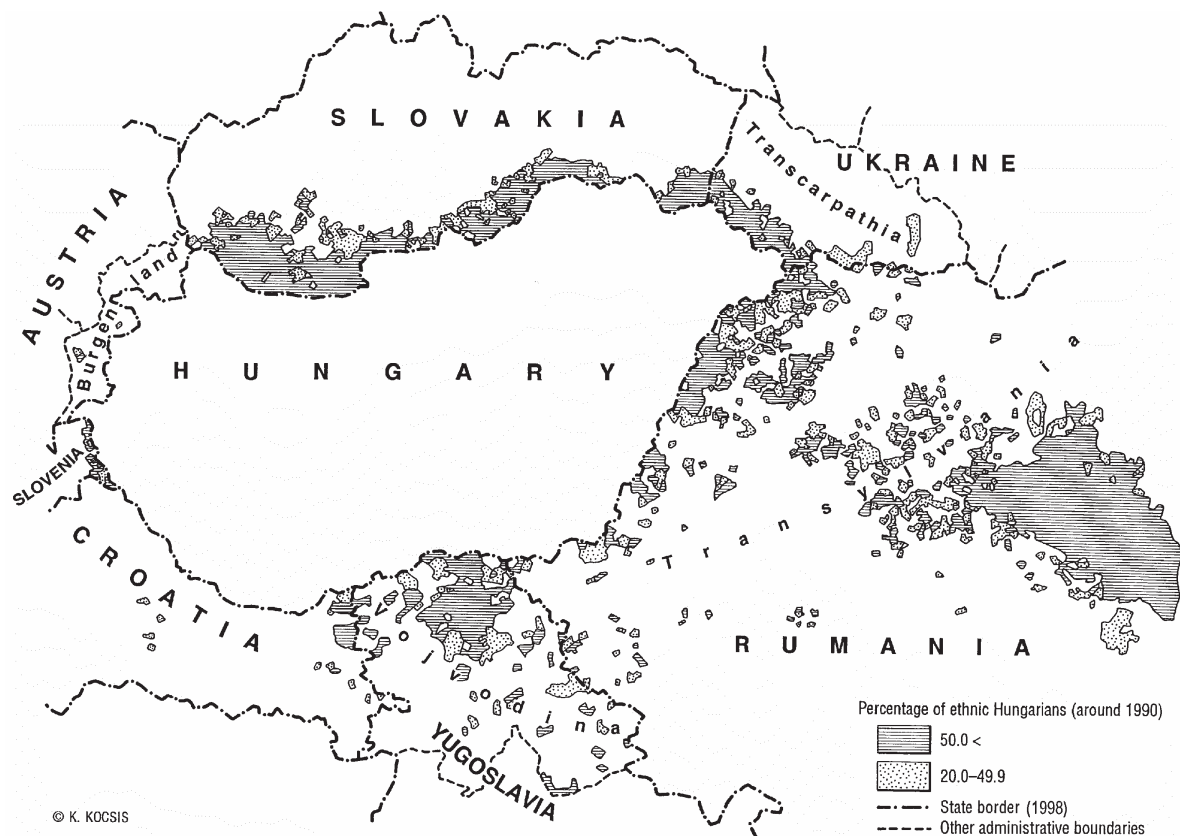 SLOVAKIA
UKRAINE
Transcarpathia
AUSTRIA
Burgenland
HUNGARY
SLOVENIA
CROATIA
Transylvania
Vojvodina
RUMANIA
YUGOSLAVIA
Percentage of ethnic Hungarians (around 1990)
50.0 <
20.0–49.9
State border (1998)
Other administrative boundaries
© K. KOCSIS